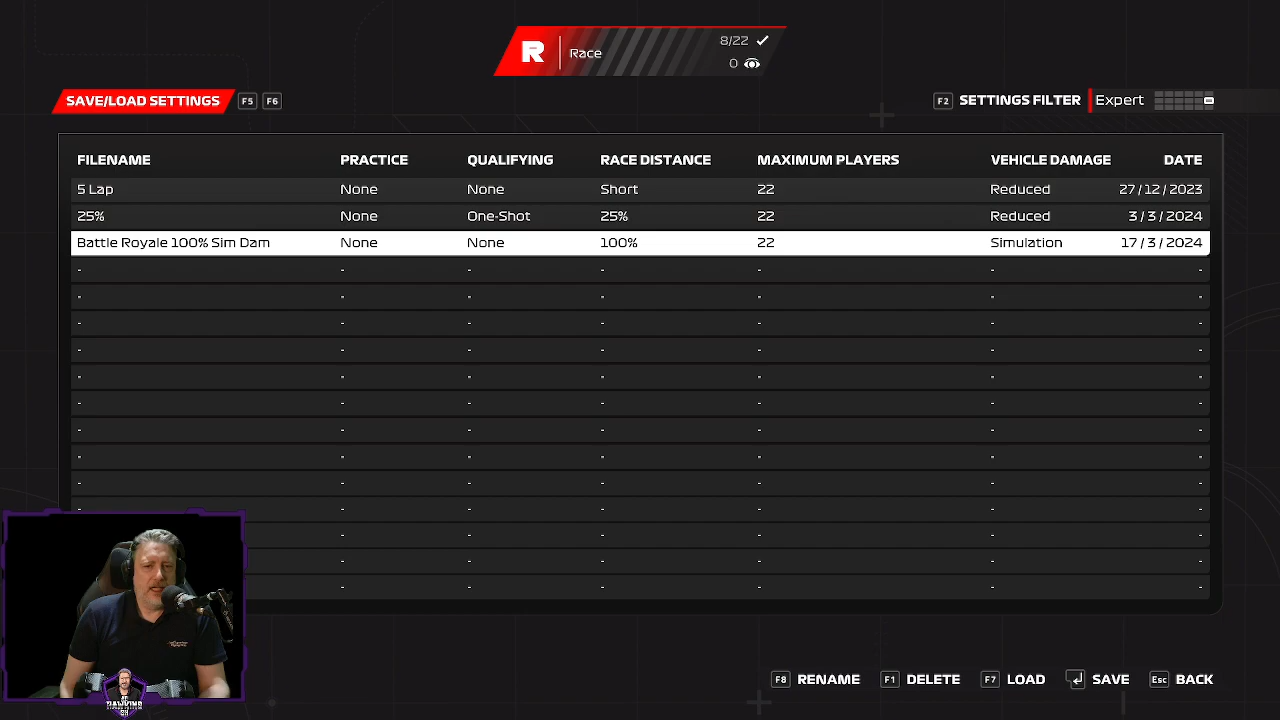 R Race 8/22
0
SAVE/LOAD SETTINGS F5 F6
F2 SETTINGS FILTER Expert
FILENAME PRACTICE QUALIFYING RACE DISTANCE MAXIMUM PLAYERS VEHICLE DAMAGE DATE
5 Lap None None Short 22 Reduced 27/12/2023
25% None One-Shot 25% 22 Reduced 3/3/2024
Battle Royale 100% Sim Dam None None 100% 22 Simulation 17/3/2024
- - - - - - -
- - - - - - -
- - - - - - -
- - - - - - -
- - - - - - -
- - - - - - -
- - - - - - -
- - - - - - -
- - - - - - -
- - - - - - -
- - - - - -
- - - - - -
- - - - - -
F8 RENAME F1 DELETE F7 LOAD SAVE Esc BACK